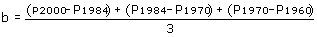 b = (P2000-P1984) + (P1984-P1970) + (P1970-P1960)
3